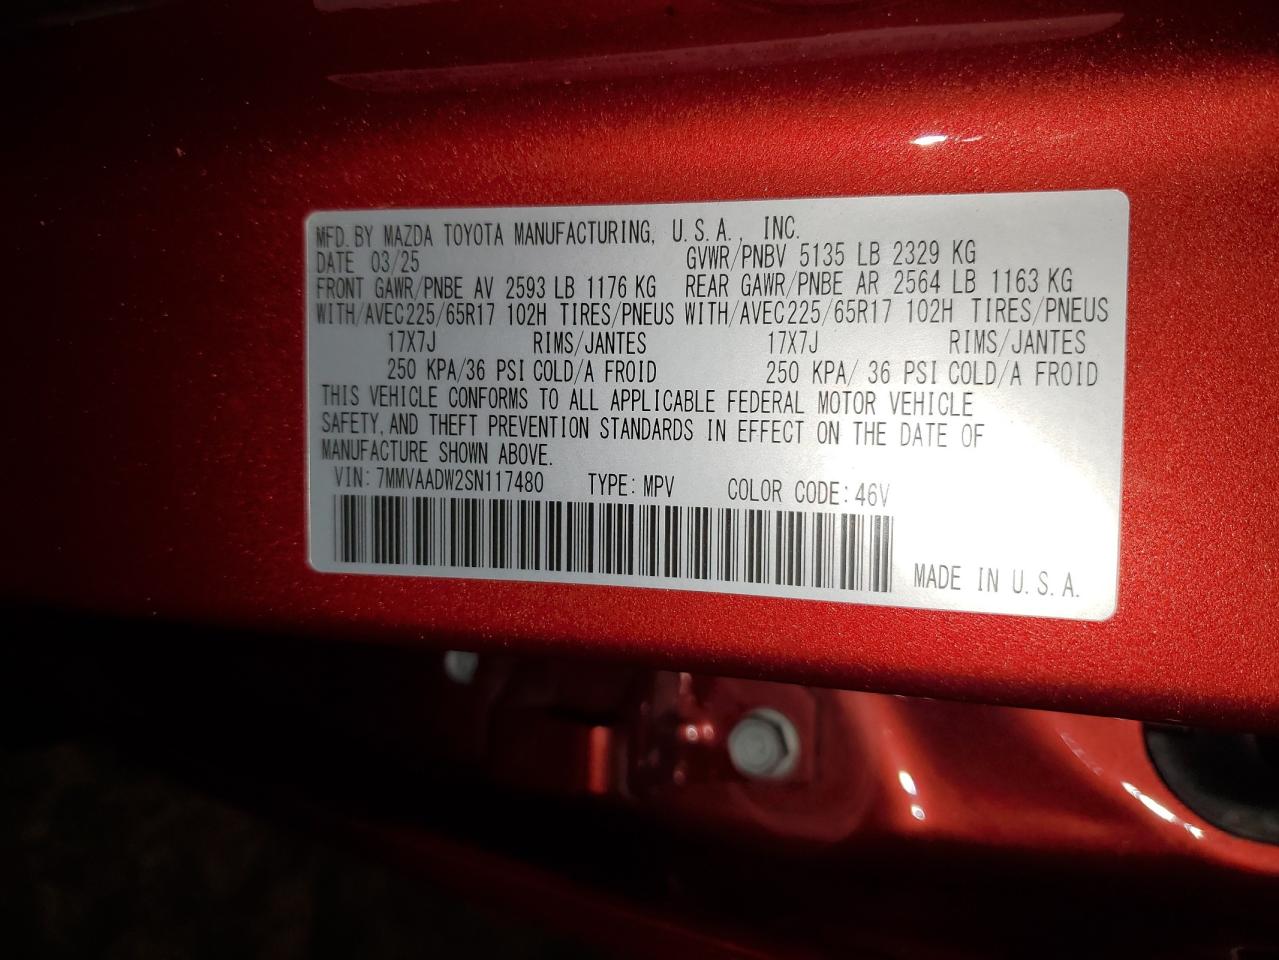 MFD. BY MAZDA TOYOTA MANUFACTURING, U.S.A., INC.
DATE 03/25 GVWR/PNBV 5135 LB 2329 KG
FRONT GAWR/PNBE AV 2593 LB 1176 KG REAR GAWR/PNBE AR 2564 LB 1163 KG
WITH/AVEC225/65R17 102H TIRES/PNEUS WITH/AVEC225/65R17 102H TIRES/PNEUS
17X7J RIMS/JANTES 17X7J RIMS/JANTES
250 KPA/36 PSI COLD/A FROID 250 KPA/ 36 PSI COLD/A FROID
THIS VEHICLE CONFORMS TO ALL APPLICABLE FEDERAL MOTOR VEHICLE
SAFETY, AND THEFT PREVENTION STANDARDS IN EFFECT ON THE DATE OF
MANUFACTURE SHOWN ABOVE.
VIN: 7MMVAADW2SN117480 TYPE: MPV COLOR CODE: 46V
MADE IN U.S.A.